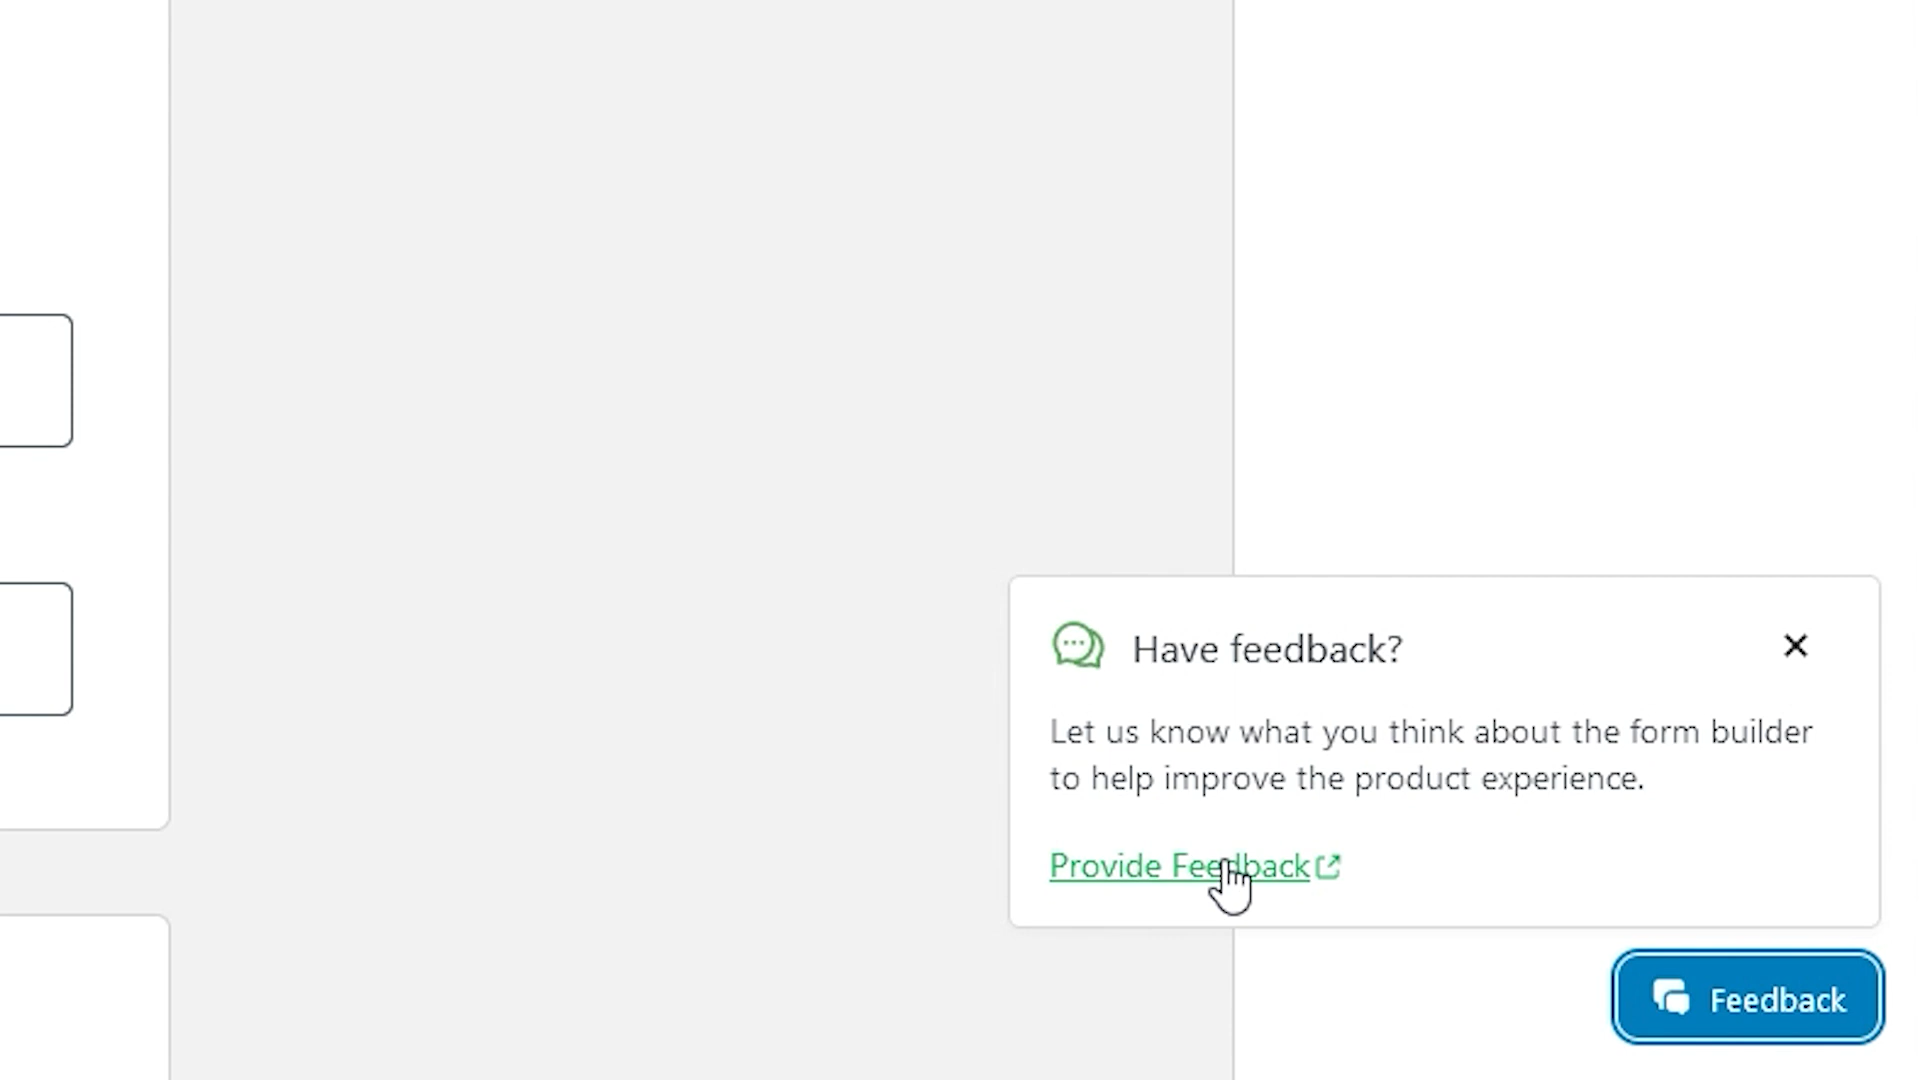 Have feedback?
Let us know what you think about the form builder
to help improve the product experience.
Provide Feedback
Feedback